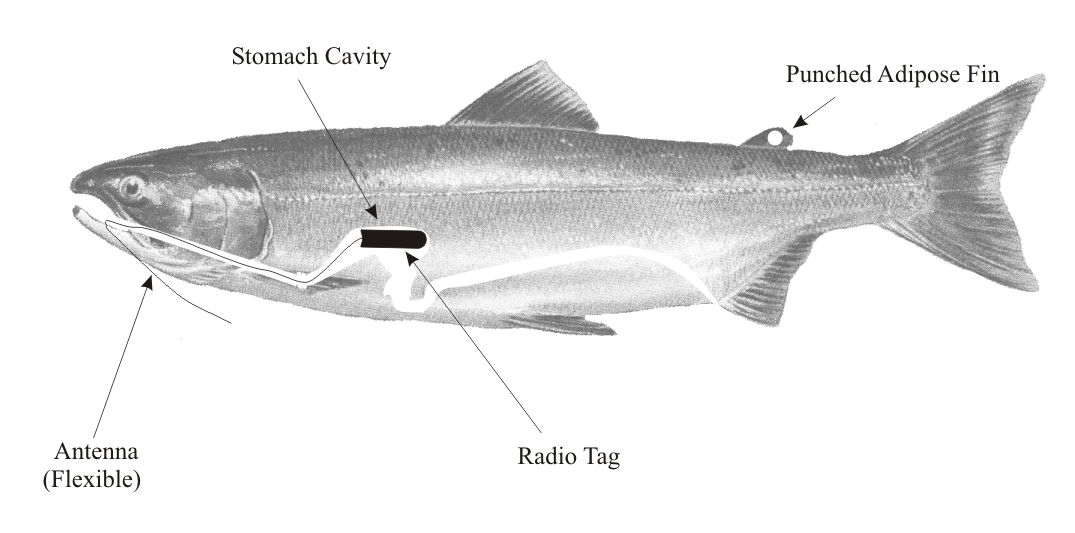 Stomach Cavity
Punched Adipose Fin
Antenna
(Flexible)
Radio Tag